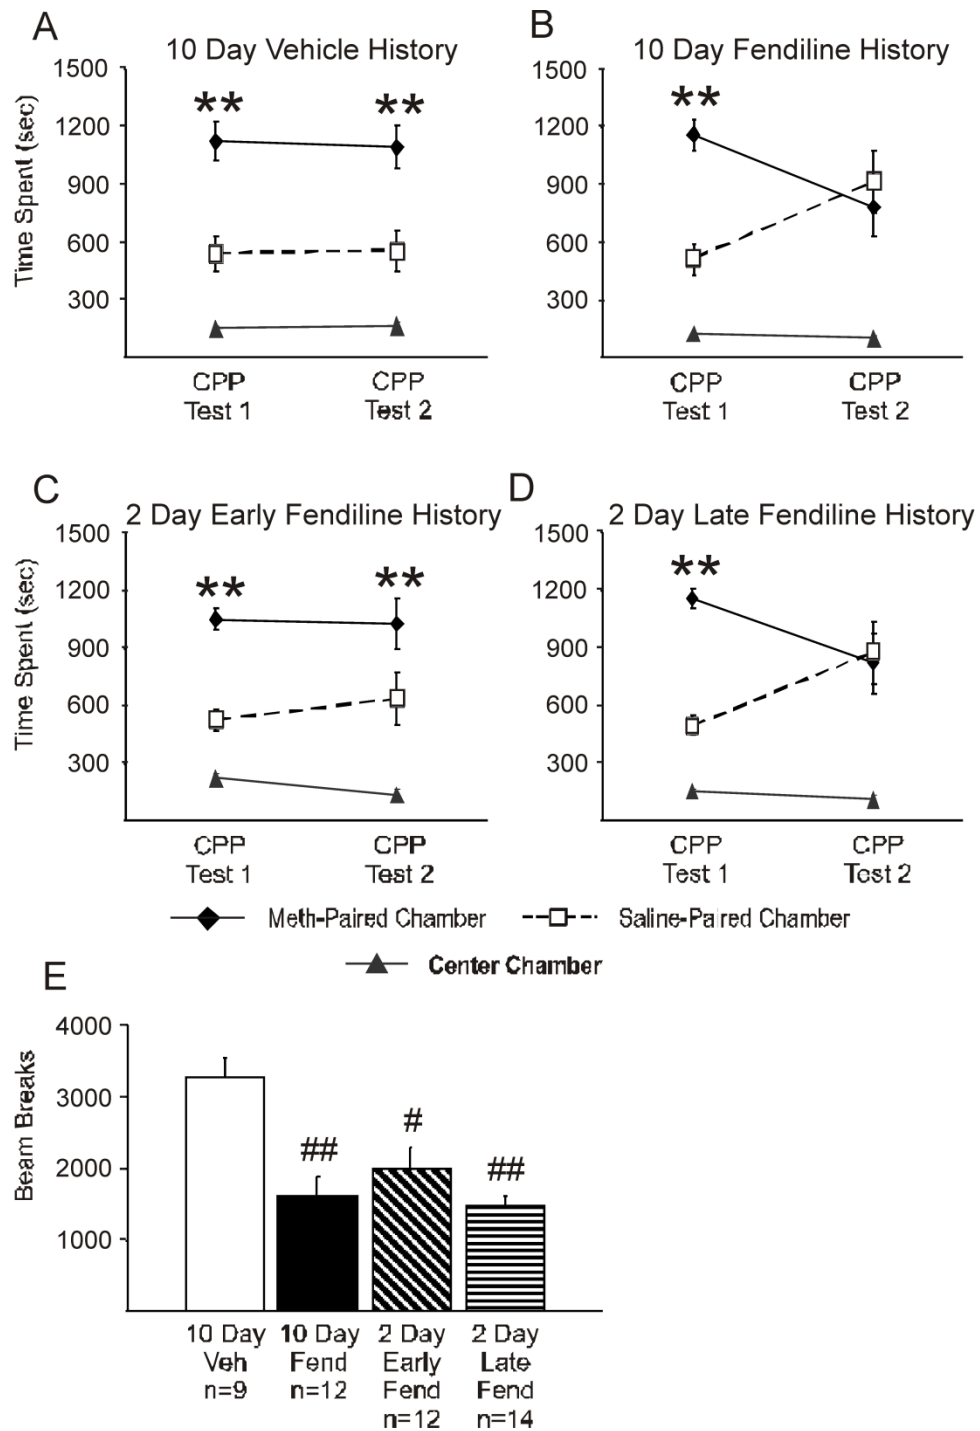 A
10 Day Vehicle History
1500
1200
900
600
300
Time Spent (sec)
**
**
CPP
Test 1
CPP
Test 2
B
10 Day Fendiline History
1500
1200
900
600
300
**
CPP
Test 1
CPP
Test 2
C
2 Day Early Fendiline History
1500
1200
900
600
300
Time Spent (sec)
**
**
CPP
Test 1
CPP
Test 2
D
2 Day Late Fendiline History
1500
1200
900
600
300
**
CPP
Test 1
CPP
Test 2
Meth-Paired Chamber
Saline-Paired Chamber
Center Chamber
E
4000
3000
2000
1000
Beam Breaks
##
#
##
10 Day
Veh
n=9
10 Day
Fend
n=12
2 Day
Early
Fend
n=12
2 Day
Late
Fend
n=14